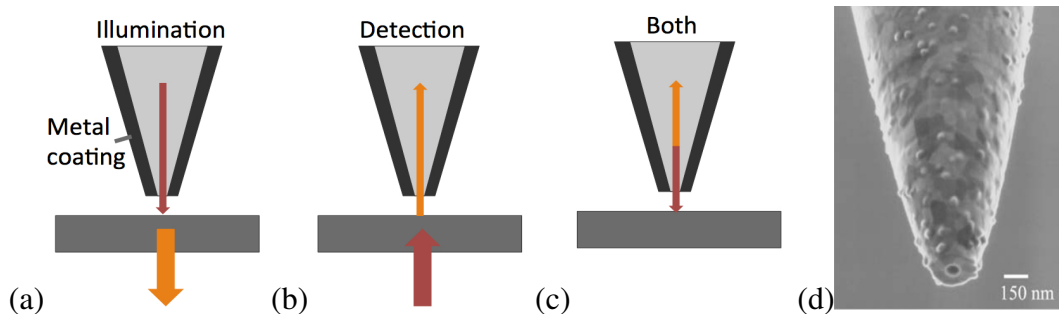 Illumination
Detection
Both
Metal
coating
150 nm
(a)
(b)
(c)
(d)